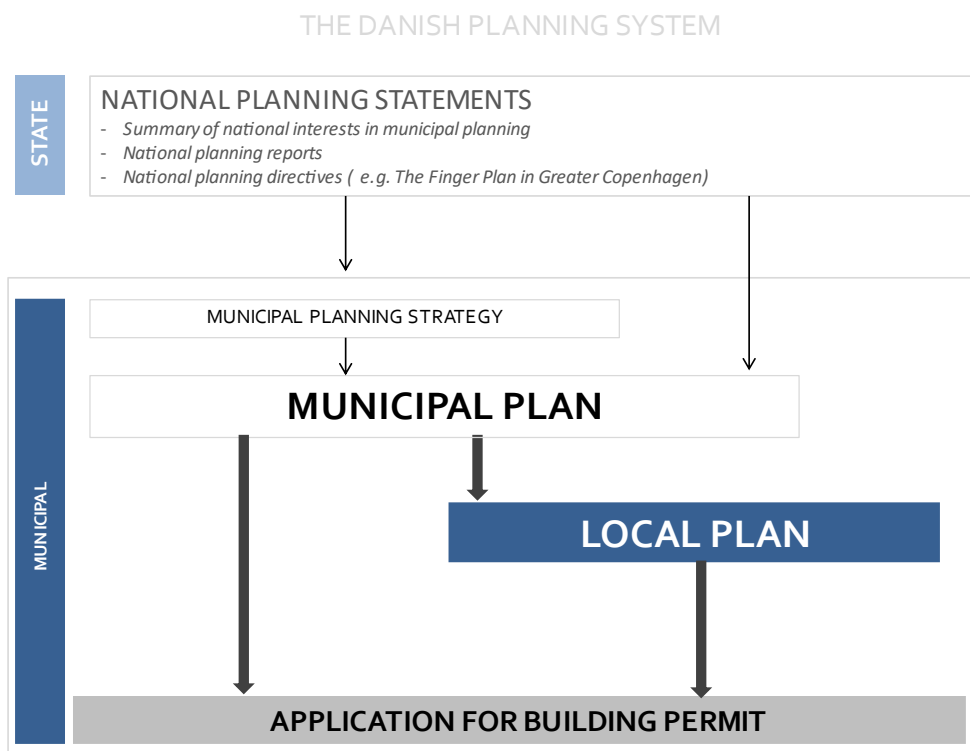 THE DANISH PLANNING SYSTEM
STATE
NATIONAL PLANNING STATEMENTS
- Summary of national interests in municipal planning
- National planning reports
- National planning directives ( e.g. The Finger Plan in Greater Copenhagen)
MUNICIPAL
MUNICIPAL PLANNING STRATEGY
MUNICIPAL PLAN
LOCAL PLAN
APPLICATION FOR BUILDING PERMIT